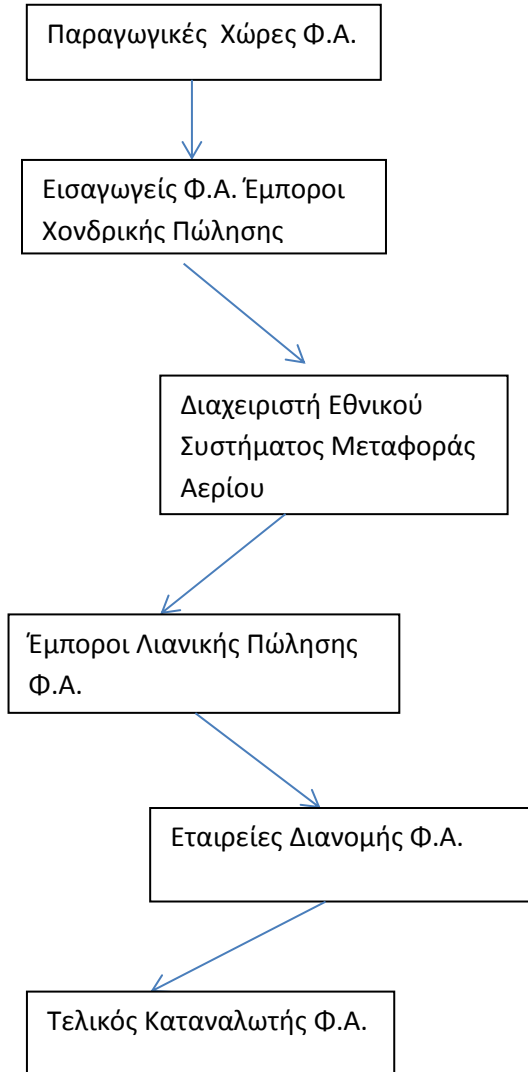 Παραγωγικές Χώρες Φ.Α.
Εισαγωγείς Φ.Α. Έμποροι
Χονδρικής Πώλησης
Διαχειριστή Εθνικού
Συστήματος Μεταφοράς
Αερίου
Έμποροι Λιανικής Πώλησης
Φ.Α.
Εταιρείες Διανομής Φ.Α.
Τελικός Καταναλωτής Φ.Α.